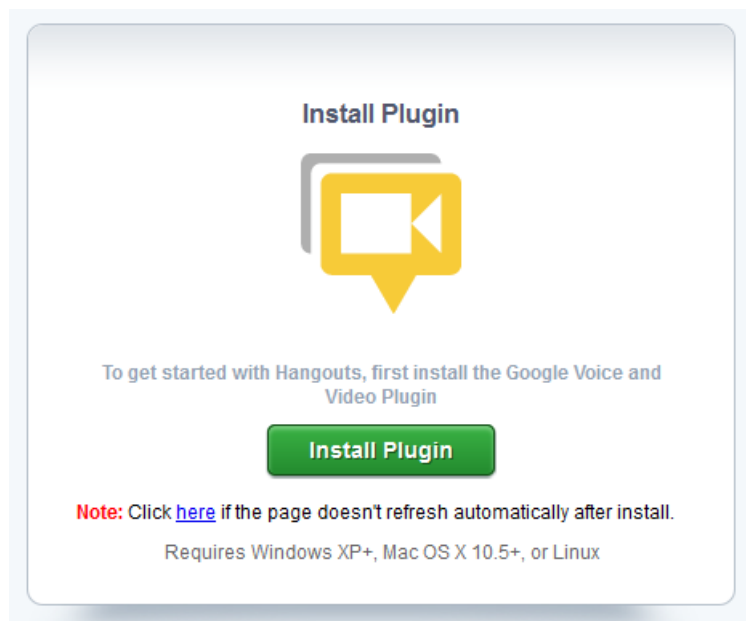 Install Plugin
To get started with Hangouts, first install the Google Voice and
Video Plugin
Install Plugin
Note: Click here if the page doesn't refresh automatically after install.
Requires Windows XP+, Mac OS X 10.5+, or Linux